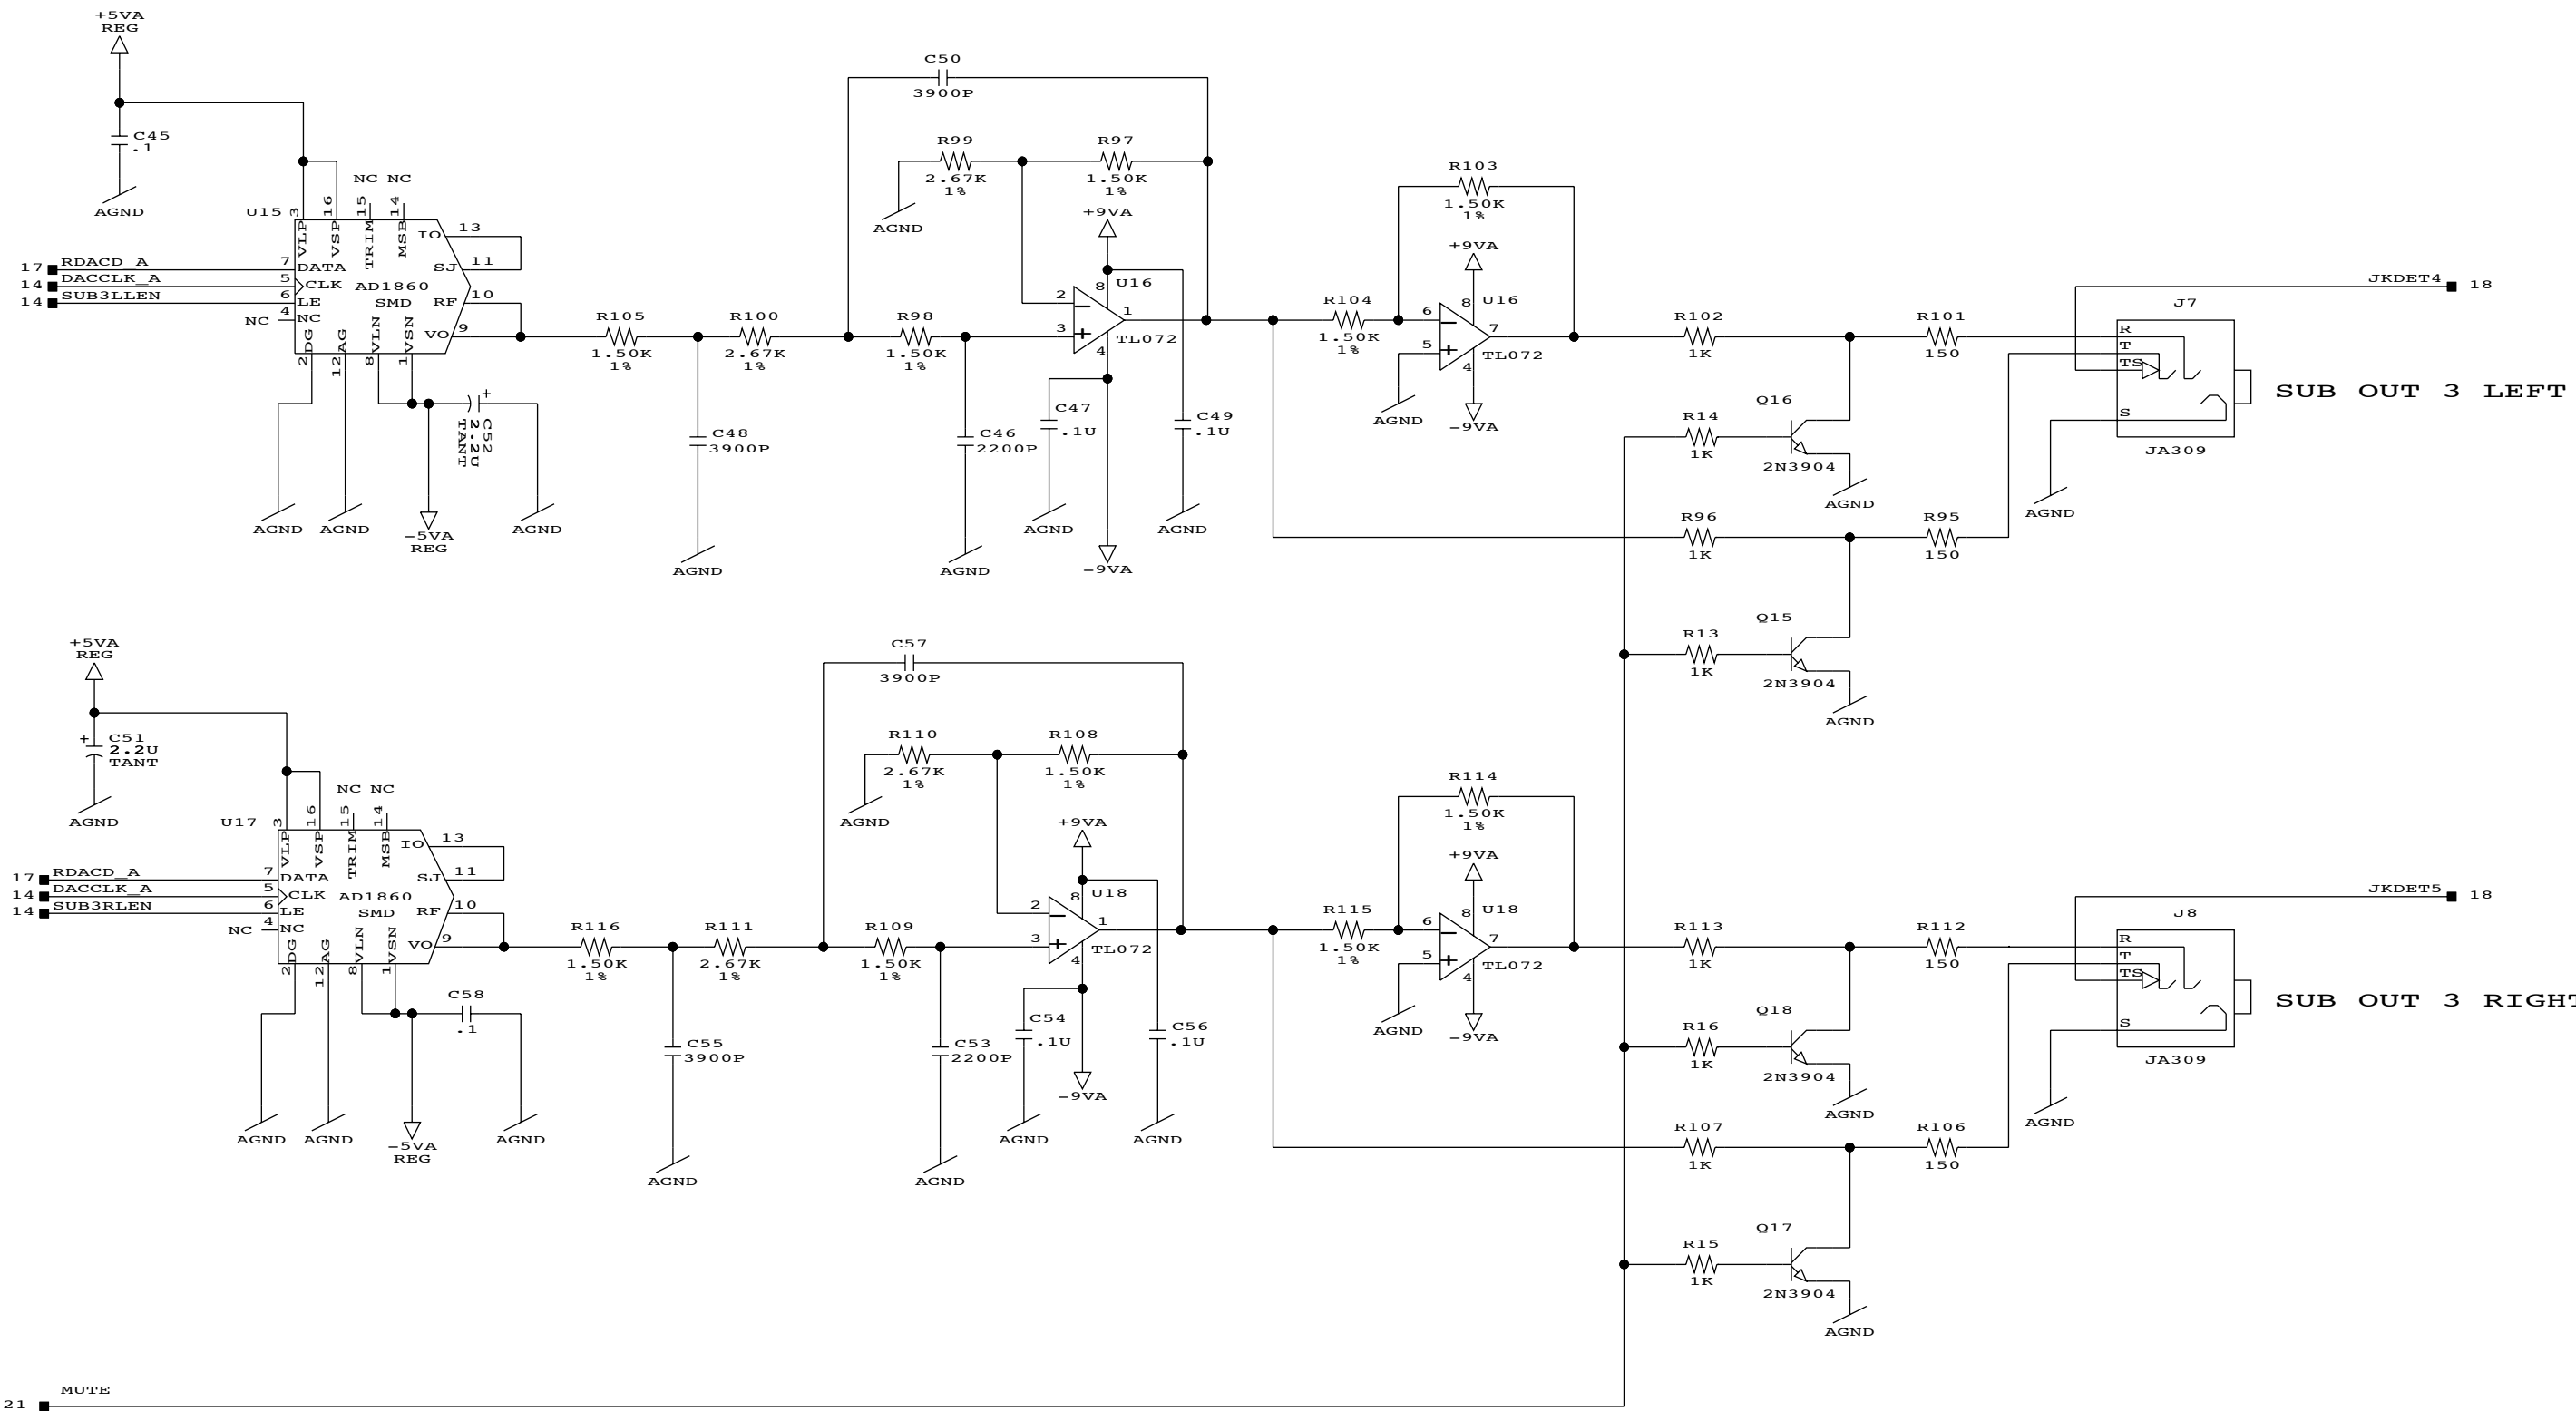 +5VA
REG
C45
.1
AGND
U15
3
16
15
14
NC NC
VLP
VSP
TRIM
MSB
IO
13
17 RDACD_A
7
DATA
SJ
11
14 DACCLK_A
5
CLK
AD1860
14 SUB3LLEN
6
LE
SMD
RF
10
NC
4
NC
VO
9
DG
AG
VLN
VSN
2
12
8
1
+
C52
2.2U
TANT
AGND
AGND
-5VA
REG
AGND
R105
1.50K
1%
R100
2.67K
1%
C48
3900P
AGND
C50
3900P
R99
2.67K
1%
R97
1.50K
1%
AGND
R98
1.50K
1%
C46
2200P
AGND
+9VA
8
U16
2
3
1
4
TL072
C47
.1U
AGND
-9VA
C49
.1U
AGND
R104
1.50K
1%
R103
1.50K
1%
+9VA
8
U16
6
5
7
4
TL072
AGND
-9VA
R102
1K
R101
150
Q16
R14
1K
2N3904
AGND
R96
1K
R95
150
Q15
R13
1K
2N3904
AGND
JKDET4 18
J7
R
T
TS
S
JA309
AGND
SUB OUT 3 LEFT
+5VA
REG
+
C51
2.2U
TANT
AGND
U17
3
16
15
14
NC NC
VLP
VSP
TRIM
MSB
IO
13
17 RDACD_A
7
DATA
SJ
11
14 DACCLK_A
5
CLK
AD1860
14 SUB3RLEN
6
LE
SMD
RF
10
NC
4
NC
VO
9
DG
AG
VLN
VSN
2
12
8
1
C58
.1
AGND
AGND
-5VA
REG
AGND
R116
1.50K
1%
R111
2.67K
1%
C55
3900P
AGND
C57
3900P
R110
2.67K
1%
R108
1.50K
1%
AGND
R109
1.50K
1%
C53
2200P
AGND
+9VA
8
U18
2
3
1
4
TL072
C54
.1U
AGND
-9VA
C56
.1U
AGND
R115
1.50K
1%
R114
1.50K
1%
+9VA
8
U18
6
5
7
4
TL072
AGND
-9VA
R113
1K
R112
150
Q18
R16
1K
2N3904
AGND
R107
1K
R106
150
Q17
R15
1K
2N3904
AGND
JKDET5 18
J8
R
T
TS
S
JA309
AGND
SUB OUT 3 RIGHT
21 MUTE